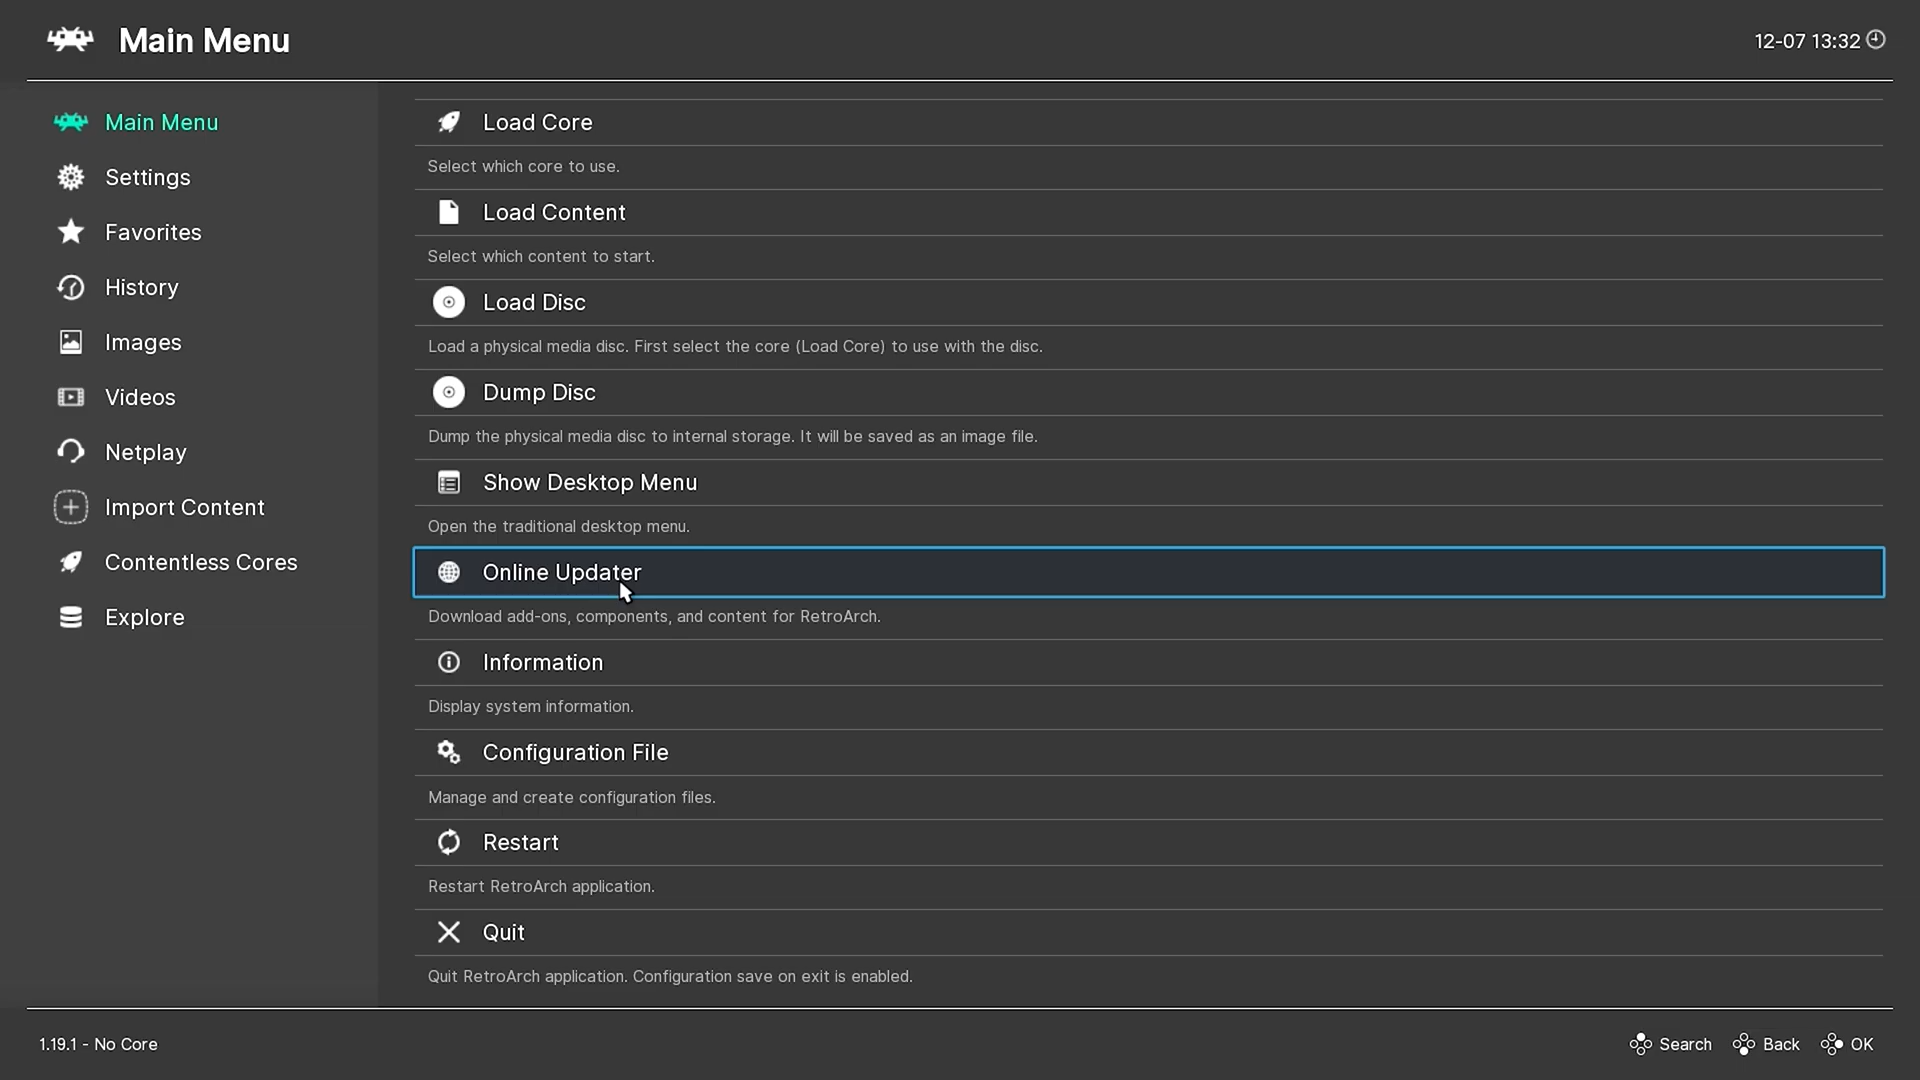 Main Menu
12-07 13:32
Main Menu
Settings
Favorites
History
Images
Videos
Netplay
Import Content
Contentless Cores
Explore
Load Core
Select which core to use.
Load Content
Select which content to start.
Load Disc
Load a physical media disc. First select the core (Load Core) to use with the disc.
Dump Disc
Dump the physical media disc to internal storage. It will be saved as an image file.
Show Desktop Menu
Open the traditional desktop menu.
Online Updater
Download add-ons, components, and content for RetroArch.
Information
Display system information.
Configuration File
Manage and create configuration files.
Restart
Restart RetroArch application.
Quit
Quit RetroArch application. Configuration save on exit is enabled.
1.19.1 - No Core
Search Back OK